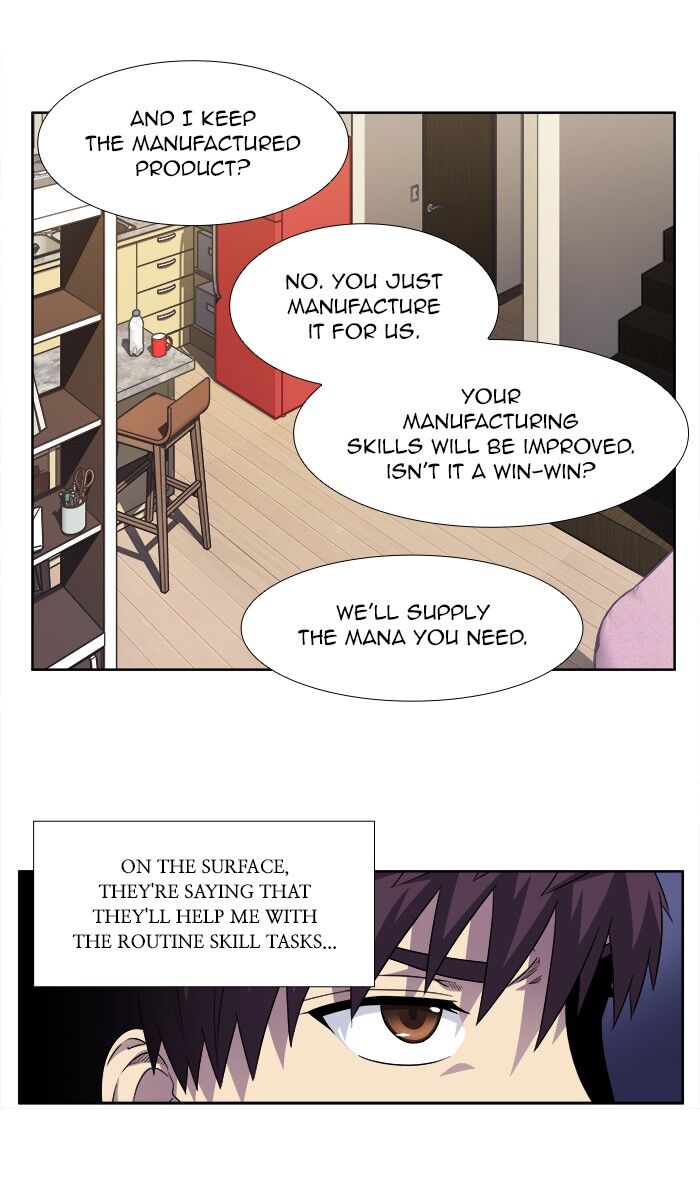 AND I KEEP
THE MANUFACTURED
PRODUCT?
NO. YOU JUST
MANUFACTURE
IT FOR US.
YOUR
MANUFACTURING
SKILLS WILL BE IMPROVED.
ISN'T IT A WIN-WIN?
WE'LL SUPPLY
THE MANA YOU NEED.
ON THE SURFACE,
THEY'RE SAYING THAT
THEY'LL HELP ME WITH
THE ROUTINE SKILL TASKS...